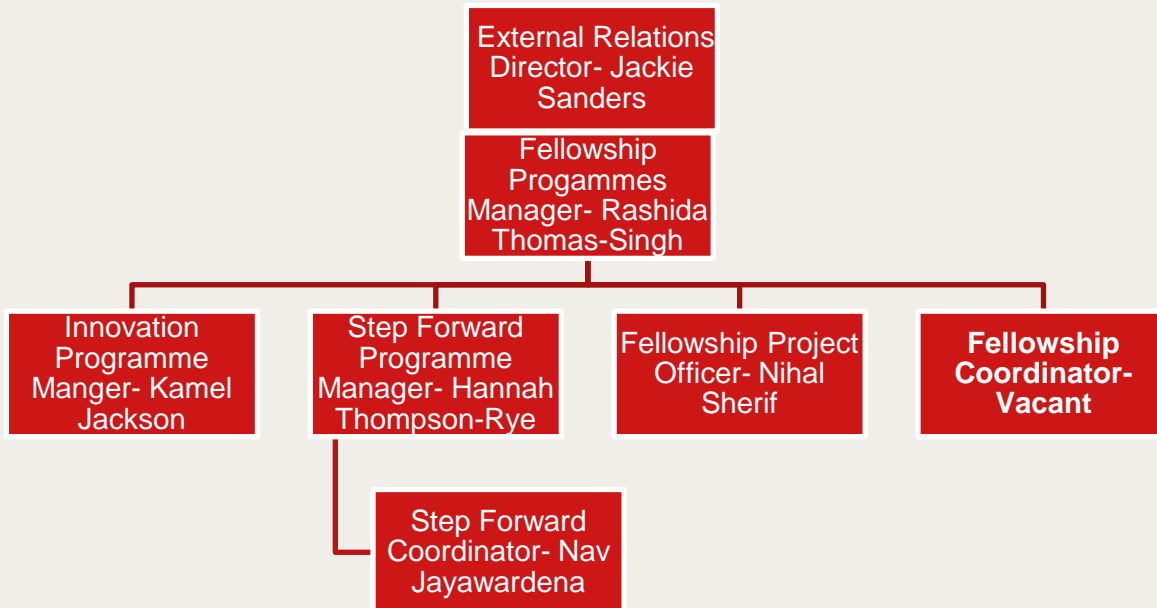 External Relations
Director- Jackie
Sanders
Fellowship
Progammes
Manager- Rashida
Thomas-Singh
Innovation
Programme
Manger- Kamel
Jackson
Step Forward
Programme
Manager- Hannah
Thompson-Rye
Fellowship Project
Officer- Nihal
Sherif
Fellowship
Coordinator-
Vacant
Step Forward
Coordinator- Nav
Jayawardena